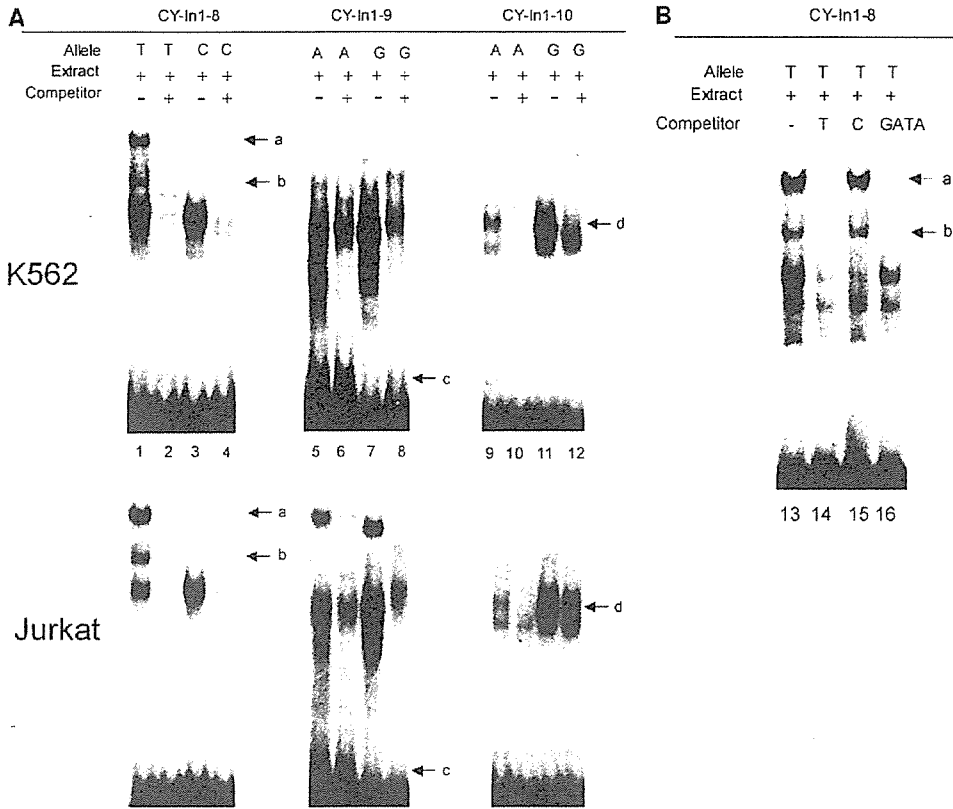 A
CY-In1-8 CY-In1-9 CY-In1-10
Allele T T C C A A G G A A G G
Extract + + + + + + + + + + + +
Competitor - + - + - + - + - + - +
a
b
d
K562
c
1 2 3 4 5 6 7 8 9 10 11 12
a
b
d
Jurkat
c
B
CY-In1-8
Allele T T T T
Extract + + + +
Competitor - T C GATA
a
b
13 14 15 16